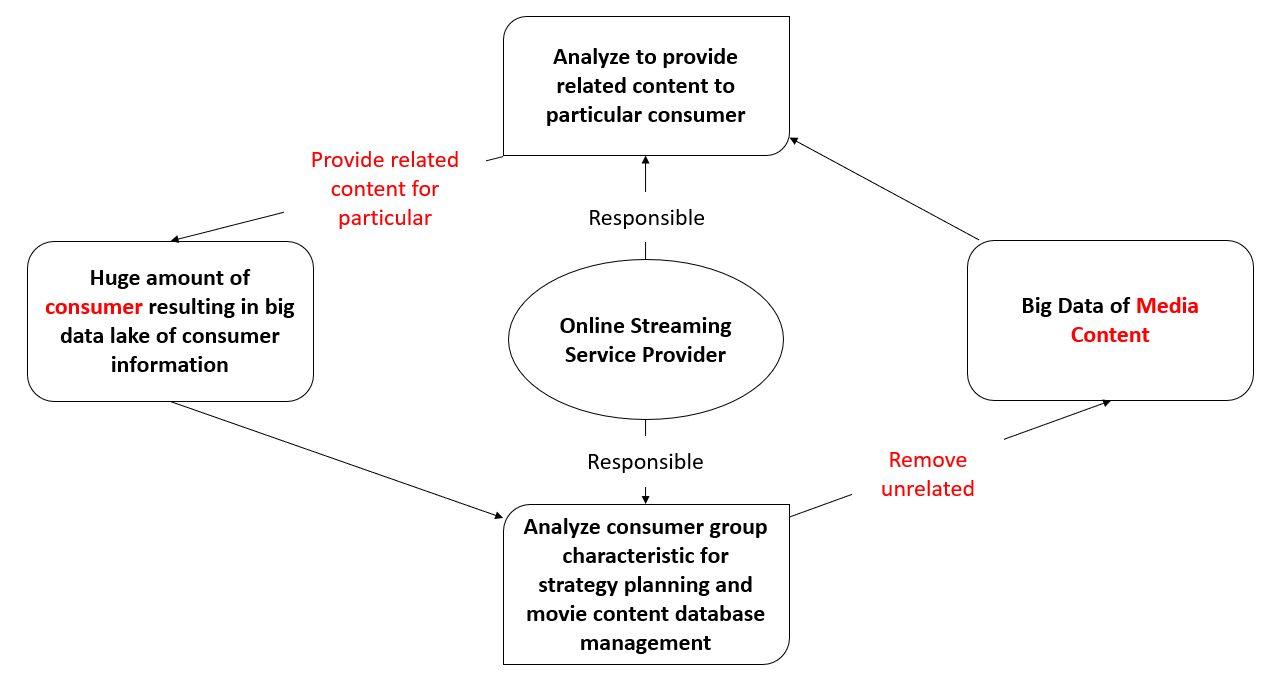 Analyze to provide
related content to
particular consumer
Provide related
content for
particular
Responsible
Huge amount of
consumer resulting in big
data lake of consumer
information
Online Streaming
Service Provider
Big Data of Media
Content
Responsible
Remove
unrelated
Analyze consumer group
characteristic for
strategy planning and
movie content database
management